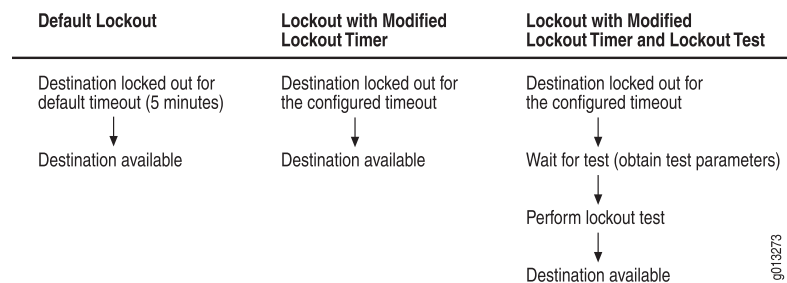 Default Lockout
Lockout with Modified
Lockout Timer
Lockout with Modified
Lockout Timer and Lockout Test
Destination locked out for
default timeout (5 minutes)
Destination available
Destination locked out for
the configured timeout
Destination available
Destination locked out for
the configured timeout
Wait for test (obtain test parameters)
Perform lockout test
Destination available
g013273